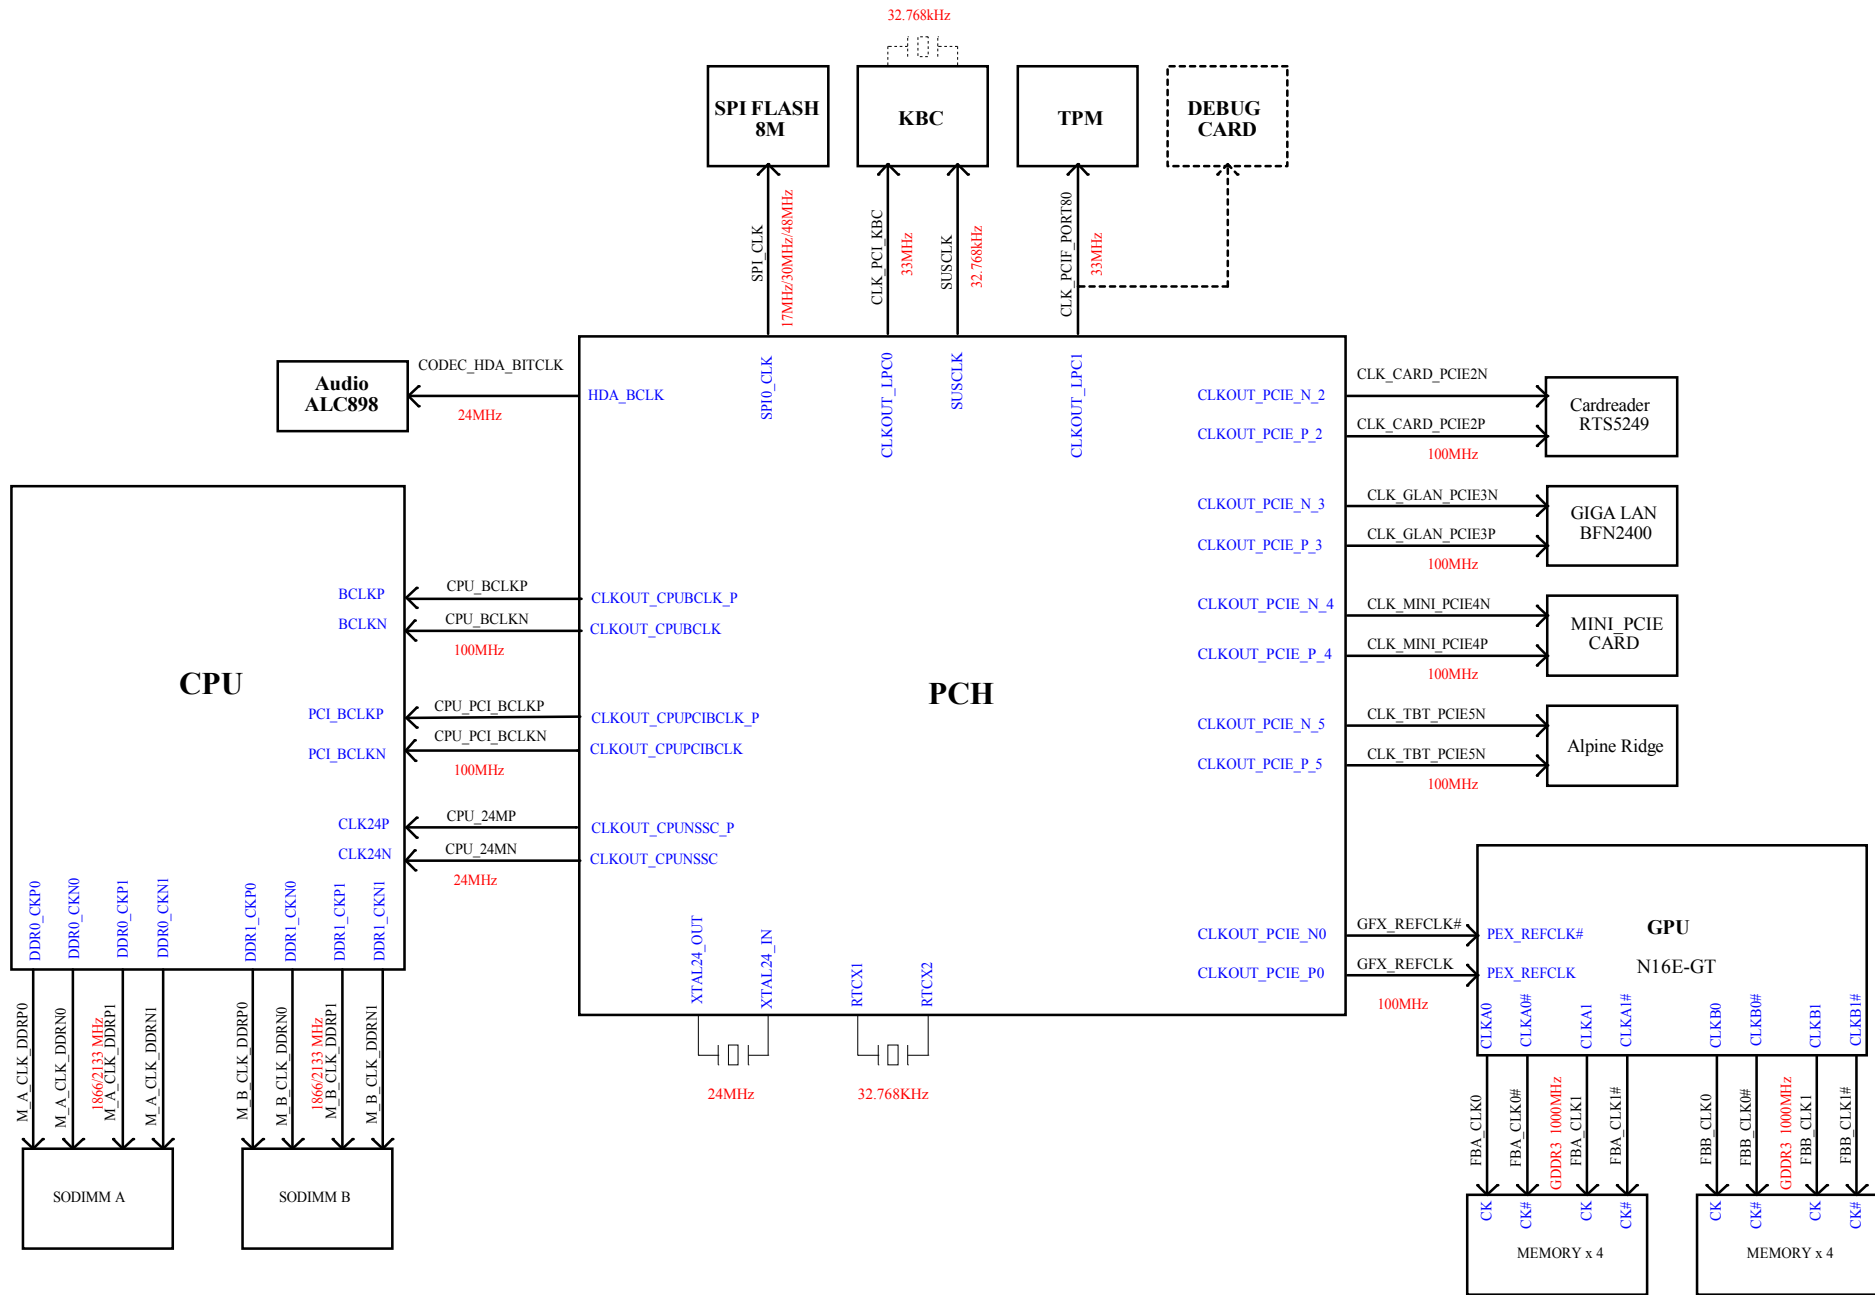 32.768kHz
SPI FLASH
8M
KBC
TPM
DEBUG
CARD
SPI_CLK
17MHz/30MHz/48MHz
CLK_PCI_KBC
33MHz
SUSCLK
32.768kHz
CLK_PCIF_PORT80
33MHz
SPI0_CLK
CLKOUT_LPC0
SUSCLK
CLKOUT_LPC1
Audio
ALC898
CODEC_HDA_BITCLK
24MHz
HDA_BCLK
CPU
BCLKP
CPU_BCLKP
CLKOUT_CPUBCLK_P
BCLKN
CPU_BCLKN
CLKOUT_CPUBCLK
100MHz
PCI_BCLKP
CPU_PCI_BCLKP
CLKOUT_CPUPCIBCLK_P
PCI_BCLKN
CPU_PCI_BCLKN
CLKOUT_CPUPCIBCLK
100MHz
CLK24P
CPU_24MP
CLKOUT_CPUNSSC_P
CLK24N
CPU_24MN
CLKOUT_CPUNSSC
24MHz
PCH
CLKOUT_PCIE_N_2
CLK_CARD_PCIE2N
CLKOUT_PCIE_P_2
CLK_CARD_PCIE2P
100MHz
Cardreader
RTS5249
CLKOUT_PCIE_N_3
CLK_GLAN_PCIE3N
CLKOUT_PCIE_P_3
CLK_GLAN_PCIE3P
100MHz
GIGA LAN
BFN2400
CLKOUT_PCIE_N_4
CLK_MINI_PCIE4N
CLKOUT_PCIE_P_4
CLK_MINI_PCIE4P
100MHz
MINI_PCIE
CARD
CLKOUT_PCIE_N_5
CLK_TBT_PCIE5N
CLKOUT_PCIE_P_5
CLK_TBT_PCIE5N
100MHz
Alpine Ridge
CLKOUT_PCIE_N0
GFX_REFCLK#
PEX_REFCLK#
CLKOUT_PCIE_P0
GFX_REFCLK
PEX_REFCLK
100MHz
GPU
N16E-GT
XTAL24_OUT
XTAL24_IN
24MHz
RTCX1
RTCX2
32.768KHz
DDR0_CKP0
DDR0_CKN0
DDR0_CKP1
DDR0_CKN1
DDR1_CKP0
DDR1_CKN0
DDR1_CKP1
DDR1_CKN1
M_A_CLK_DDRP0
M_A_CLK_DDRN0
1866/2133 MHz
M_A_CLK_DDRP1
M_A_CLK_DDRN1
M_B_CLK_DDRP0
M_B_CLK_DDRN0
1866/2133 MHz
M_B_CLK_DDRP1
M_B_CLK_DDRN1
SODIMM A
SODIMM B
CLKA0
CLKA0#
CLKA1
CLKA1#
CLKB0
CLKB0#
CLKB1
CLKB1#
FBA_CLK0
FBA_CLK0#
GDDR3 1000MHz
FBA_CLK1
FBA_CLK1#
FBB_CLK0
FBB_CLK0#
GDDR3 1000MHz
FBB_CLK1
FBB_CLK1#
CK
CK#
CK
CK#
CK
CK#
CK
CK#
MEMORY x 4
MEMORY x 4